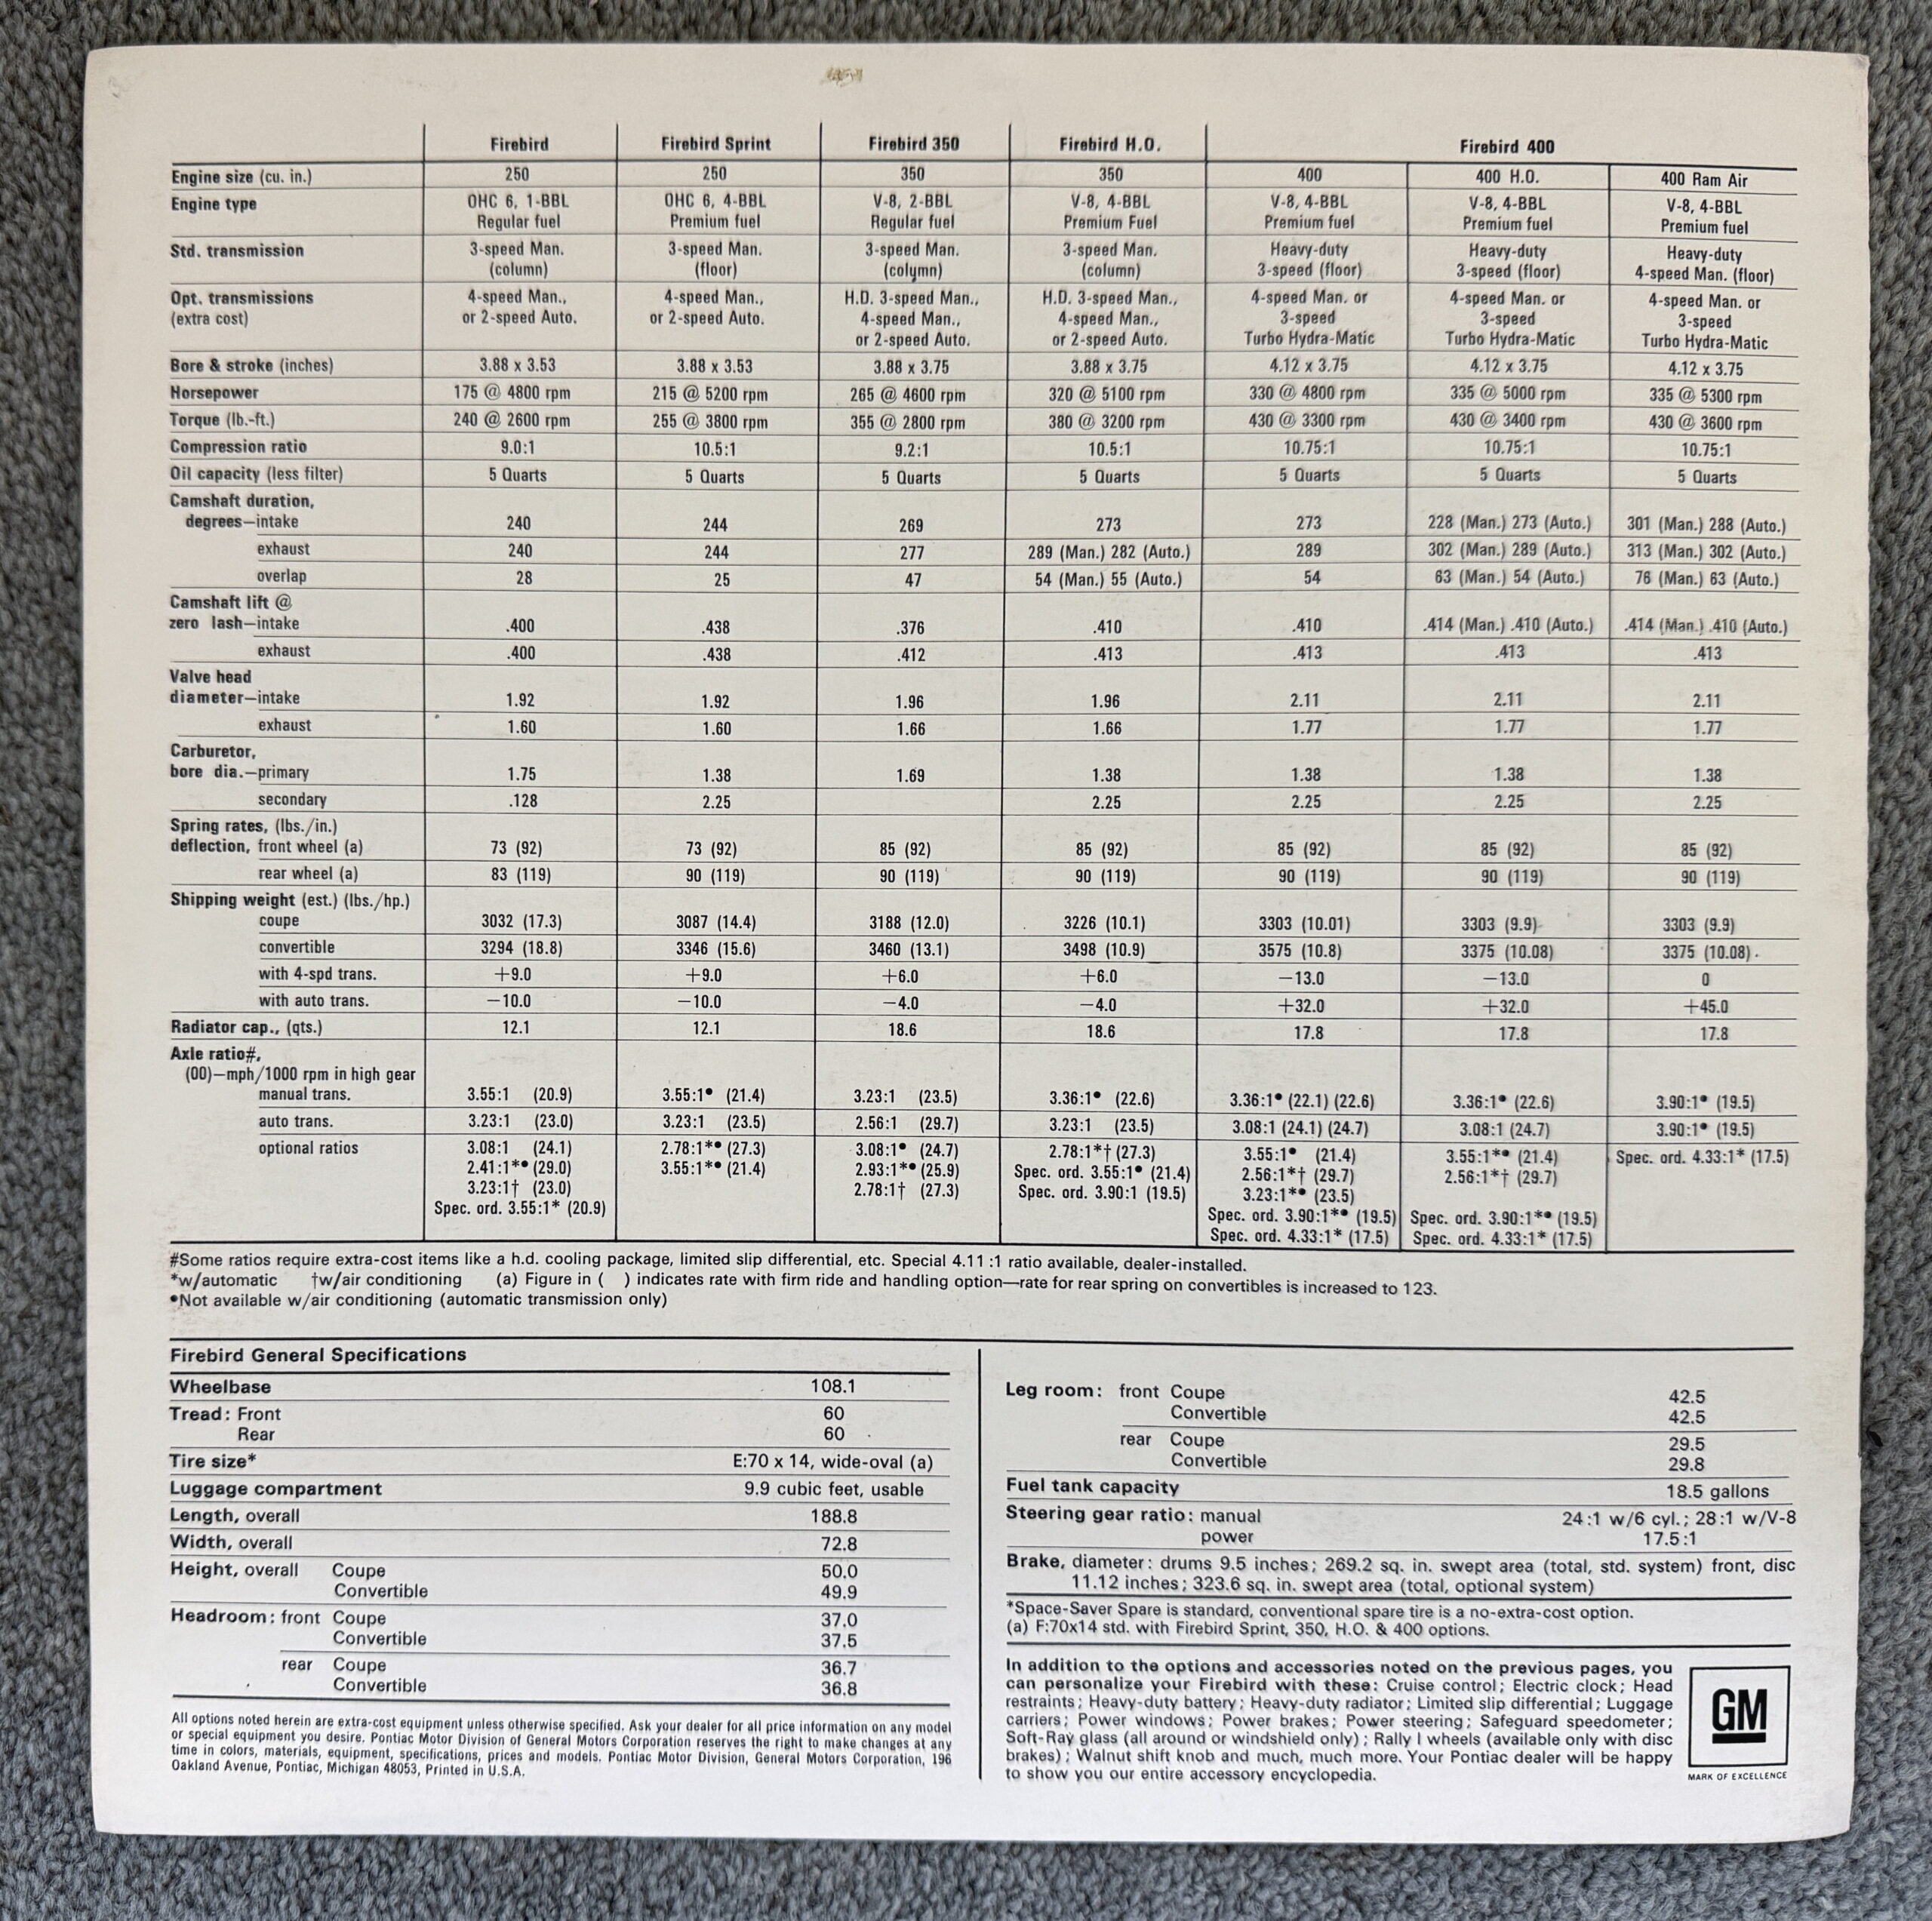 Firebird Firebird Sprint Firebird 350 Firebird H.O. Firebird 400
Engine size (cu. in.) 250 250 350 350 400 400 H.O. 400 Ram Air
Engine type OHC 6, 1-BBL OHC 6, 4-BBL V-8, 2-BBL V-8, 4-BBL V-8, 4-BBL V-8, 4-BBL V-8, 4-BBL
Regular fuel Premium fuel Regular fuel Premium Fuel Premium fuel Premium fuel Premium fuel
Std. transmission 3-speed Man. 3-speed Man. 3-speed Man. 3-speed Man. Heavy-duty Heavy-duty Heavy-duty
(column) (floor) (column) (column) 3-speed (floor) 3-speed (floor) 4-speed Man. (floor)
Opt. transmissions 4-speed Man., 4-speed Man., H.D. 3-speed Man., H.D. 3-speed Man., 4-speed Man. or 4-speed Man. or 4-speed Man. or
(extra cost) or 2-speed Auto. or 2-speed Auto. 4-speed Man., 4-speed Man., 3-speed 3-speed 3-speed
or 2-speed Auto. or 2-speed Auto. Turbo Hydra-Matic Turbo Hydra-Matic Turbo Hydra-Matic
Bore & stroke (inches) 3.88 x 3.53 3.88 x 3.53 3.88 x 3.75 3.88 x 3.75 4.12 x 3.75 4.12 x 3.75 4.12 x 3.75
Horsepower 175 @ 4800 rpm 215 @ 5200 rpm 265 @ 4600 rpm 320 @ 5100 rpm 330 @ 4800 rpm 335 @ 5000 rpm 335 @ 5300 rpm
Torque (lb.-ft.) 240 @ 2600 rpm 255 @ 3800 rpm 355 @ 2800 rpm 380 @ 3200 rpm 430 @ 3300 rpm 430 @ 3400 rpm 430 @ 3600 rpm
Compression ratio 9.0:1 10.5:1 9.2:1 10.5:1 10.75:1 10.75:1 10.75:1
Oil capacity (less filter) 5 Quarts 5 Quarts 5 Quarts 5 Quarts 5 Quarts 5 Quarts 5 Quarts
Camshaft duration,
degrees—intake 240 244 269 273 273 228 (Man.) 273 (Auto.) 301 (Man.) 288 (Auto.)
exhaust 240 244 277 289 (Man.) 282 (Auto.) 289 302 (Man.) 289 (Auto.) 313 (Man.) 302 (Auto.)
overlap 28 25 47 54 (Man.) 55 (Auto.) 54 63 (Man.) 54 (Auto.) 76 (Man.) 63 (Auto.)
Camshaft lift @
zero lash—intake .400 .438 .376 .410 .410 .414 (Man.) .410 (Auto.) .414 (Man.) .410 (Auto.)
exhaust .400 .438 .412 .413 .413 .413 .413
Valve head
diameter—intake 1.92 1.92 1.96 1.96 2.11 2.11 2.11
exhaust 1.60 1.60 1.66 1.66 1.77 1.77 1.77
Carburetor,
bore dia.—primary 1.75 1.38 1.69 1.38 1.38 1.38 1.38
secondary .128 2.25 2.25 2.25 2.25 2.25
Spring rates, (lbs./in.)
deflection, front wheel (a) 73 (92) 73 (92) 85 (92) 85 (92) 85 (92) 85 (92) 85 (92)
rear wheel (a) 83 (119) 90 (119) 90 (119) 90 (119) 90 (119) 90 (119) 90 (119)
Shipping weight (est.) (lbs./hp.)
coupe 3032 (17.3) 3087 (14.4) 3188 (12.0) 3226 (10.1) 3303 (10.01) 3303 (9.9) 3303 (9.9)
convertible 3294 (18.8) 3346 (15.6) 3460 (13.1) 3498 (10.9) 3575 (10.8) 3375 (10.08) 3375 (10.08)
with 4-spd trans. +9.0 +9.0 +6.0 +6.0 −13.0 −13.0 0
with auto trans. −10.0 −10.0 −4.0 −4.0 +32.0 +32.0 +45.0
Radiator cap., (qts.) 12.1 12.1 18.6 18.6 17.8 17.8 17.8
Axle ratio#,
(00)—mph/1000 rpm in high gear
manual trans. 3.55:1 (20.9) 3.55:1• (21.4) 3.23:1 (23.5) 3.36:1• (22.6) 3.36:1• (22.1) (22.6) 3.36:1• (22.6) 3.90:1• (19.5)
auto trans. 3.23:1 (23.0) 3.23:1 (23.5) 2.56:1 (29.7) 3.23:1 (23.5) 3.08:1 (24.1) (24.7) 3.08:1 (24.7) 3.90:1• (19.5)
optional ratios 3.08:1 (24.1) 2.78:1*• (27.3) 3.08:1• (24.7) 2.78:1*† (27.3) 3.55:1• (21.4) 3.55:1*• (21.4) Spec. ord. 4.33:1* (17.5)
2.41:1*• (29.0) 3.55:1*• (21.4) 2.93:1*• (25.9) Spec. ord. 3.55:1• (21.4) 2.56:1*† (29.7) 2.56:1*† (29.7)
3.23:1† (23.0) 2.78:1† (27.3) Spec. ord. 3.90:1 (19.5) 3.23:1*• (23.5)
Spec. ord. 3.55:1* (20.9) Spec. ord. 3.90:1*• (19.5) Spec. ord. 3.90:1*• (19.5)
Spec. ord. 4.33:1* (17.5) Spec. ord. 4.33:1* (17.5)
#Some ratios require extra-cost items like a h.d. cooling package, limited slip differential, etc. Special 4.11:1 ratio available, dealer-installed.
*w/automatic †w/air conditioning (a) Figure in ( ) indicates rate with firm ride and handling option—rate for rear spring on convertibles is increased to 123.
•Not available w/air conditioning (automatic transmission only)
Firebird General Specifications
Wheelbase 108.1
Tread: Front 60
Rear 60
Tire size* E:70 x 14, wide-oval (a)
Luggage compartment 9.9 cubic feet, usable
Length, overall 188.8
Width, overall 72.8
Height, overall Coupe 50.0
Convertible 49.9
Headroom: front Coupe 37.0
Convertible 37.5
rear Coupe 36.7
Convertible 36.8
All options noted herein are extra-cost equipment unless otherwise specified. Ask your dealer for all price information on any model
or special equipment you desire. Pontiac Motor Division of General Motors Corporation reserves the right to make changes at any
time in colors, materials, equipment, specifications, prices and models. Pontiac Motor Division, General Motors Corporation, 196
Oakland Avenue, Pontiac, Michigan 48053, Printed in U.S.A.
Leg room: front Coupe 42.5
Convertible 42.5
rear Coupe 29.5
Convertible 29.8
Fuel tank capacity 18.5 gallons
Steering gear ratio: manual 24:1 w/6 cyl.; 28:1 w/V-8
power 17.5:1
Brake, diameter: drums 9.5 inches; 269.2 sq. in. swept area (total, std. system) front, disc
11.12 inches; 323.6 sq. in. swept area (total, optional system)
*Space-Saver Spare is standard, conventional spare tire is a no-extra-cost option.
(a) F:70x14 std. with Firebird Sprint, 350, H.O. & 400 options.
In addition to the options and accessories noted on the previous pages, you
can personalize your Firebird with these: Cruise control; Electric clock; Head
restraints; Heavy-duty battery; Heavy-duty radiator; Limited slip differential; Luggage
carriers; Power windows; Power brakes; Power steering; Safeguard speedometer;
Soft-Ray glass (all around or windshield only); Rally I wheels (available only with disc
brakes); Walnut shift knob and much, much more. Your Pontiac dealer will be happy
to show you our entire accessory encyclopedia.
GM
MARK OF EXCELLENCE